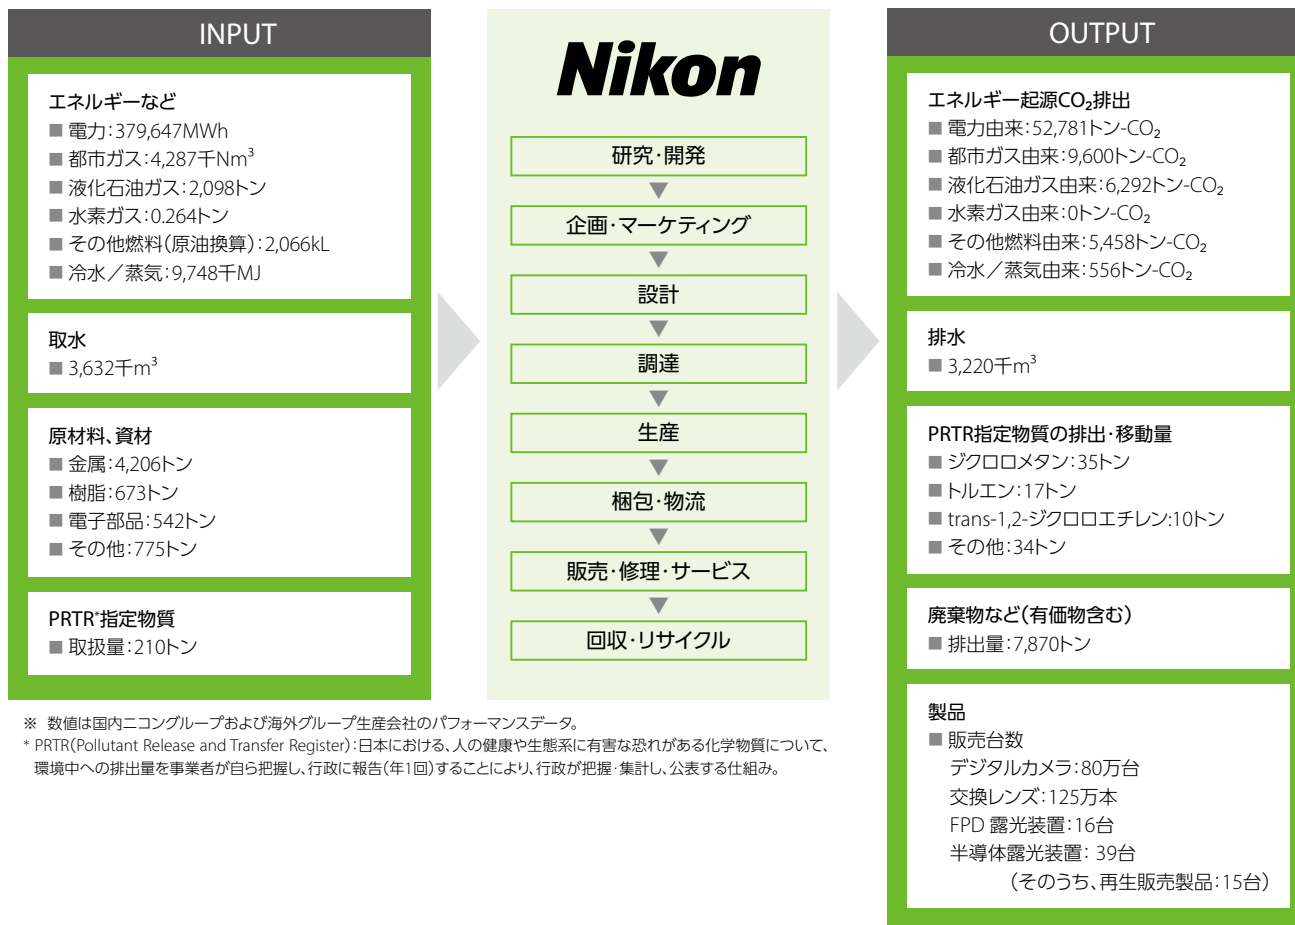 INPUT
エネルギーなど
■ 電力：379,647MWh
■ 都市ガス：4,287千Nm³
■ 液化石油ガス：2,098トン
■ 水素ガス：0.264トン
■ その他燃料（原油換算）：2,066kL
■ 冷水／蒸気：9,748千MJ
取水
■ 3,632千m³
原材料、資材
■ 金属：4,206トン
■ 樹脂：673トン
■ 電子部品：542トン
■ その他：775トン
PRTR*指定物質
■ 取扱量：210トン
Nikon
研究・開発
▼
企画・マーケティング
▼
設計
▼
調達
▼
生産
▼
梱包・物流
▼
販売・修理・サービス
▼
回収・リサイクル
OUTPUT
エネルギー起源CO₂排出
■ 電力由来：52,781トン-CO₂
■ 都市ガス由来：9,600トン-CO₂
■ 液化石油ガス由来：6,292トン-CO₂
■ 水素ガス由来：0トン-CO₂
■ その他燃料由来：5,458トン-CO₂
■ 冷水／蒸気由来：556トン-CO₂
排水
■ 3,220千m³
PRTR指定物質の排出・移動量
■ ジクロロメタン：35トン
■ トルエン：17トン
■ trans-1,2-ジクロロエチレン:10トン
■ その他：34トン
廃棄物など（有価物含む）
■ 排出量：7,870トン
製品
■ 販売台数
デジタルカメラ：80万台
交換レンズ：125万本
FPD 露光装置：16台
半導体露光装置： 39台
（そのうち、再生販売製品：15台）
※ 数値は国内ニコングループおよび海外グループ生産会社のパフォーマンスデータ。
* PRTR（Pollutant Release and Transfer Register）：日本における、人の健康や生態系に有害な恐れがある化学物質について、
環境中への排出量を事業者が自ら把握し、行政に報告（年1回）することにより、行政が把握・集計し、公表する仕組み。